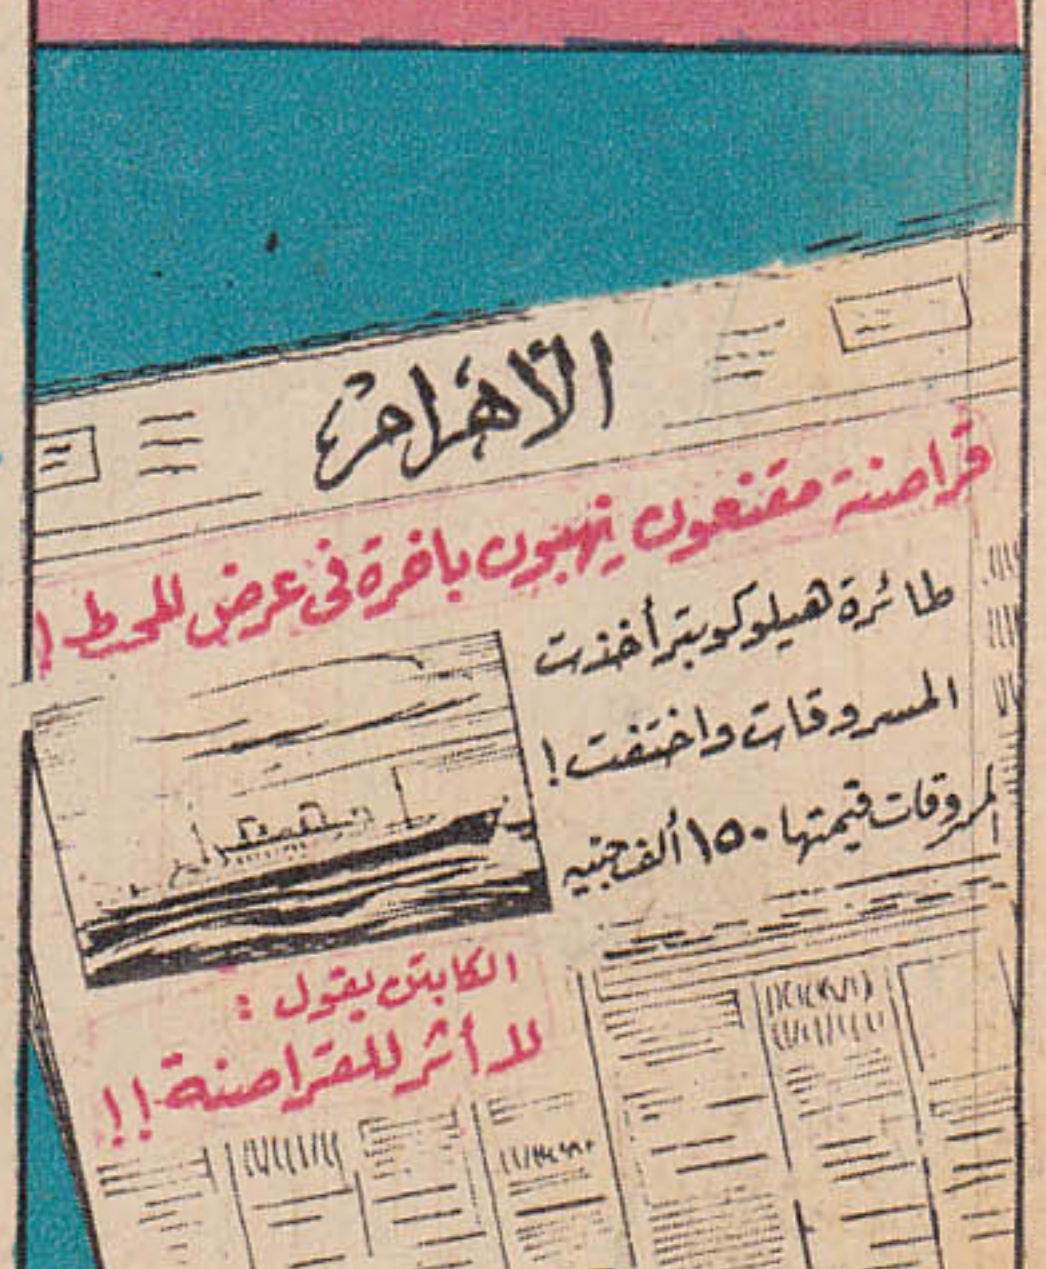 الأهرام
قراصنة مقنعون ينهبون باخرة فى عرض المحيط !
طائرة هيلوكوبتر أخذت
المسروقات واختفت !
المسروقات قيمتها ١٥٠ ألف جنيه
الكابتن يقول :
لا أثر للقراصنة !!